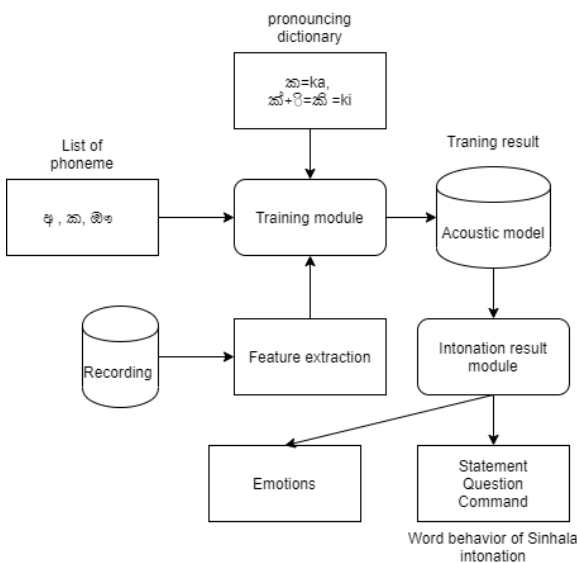 pronouncing
dictionary
ක=ka,
ක්+ි=කි =ki
List of
phoneme
අ , ක, ඖ
Training module
Traning result
Acoustic model
Recording
Feature extraction
Intonation result
module
Emotions
Statement
Question
Command
Word behavior of Sinhala
intonation